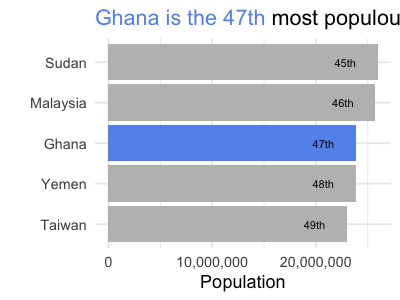 Ghana is the 47th most populou
Sudan 45th
Malaysia 46th
Ghana 47th
Yemen 48th
Taiwan 49th
0 10,000,000 20,000,000
Population